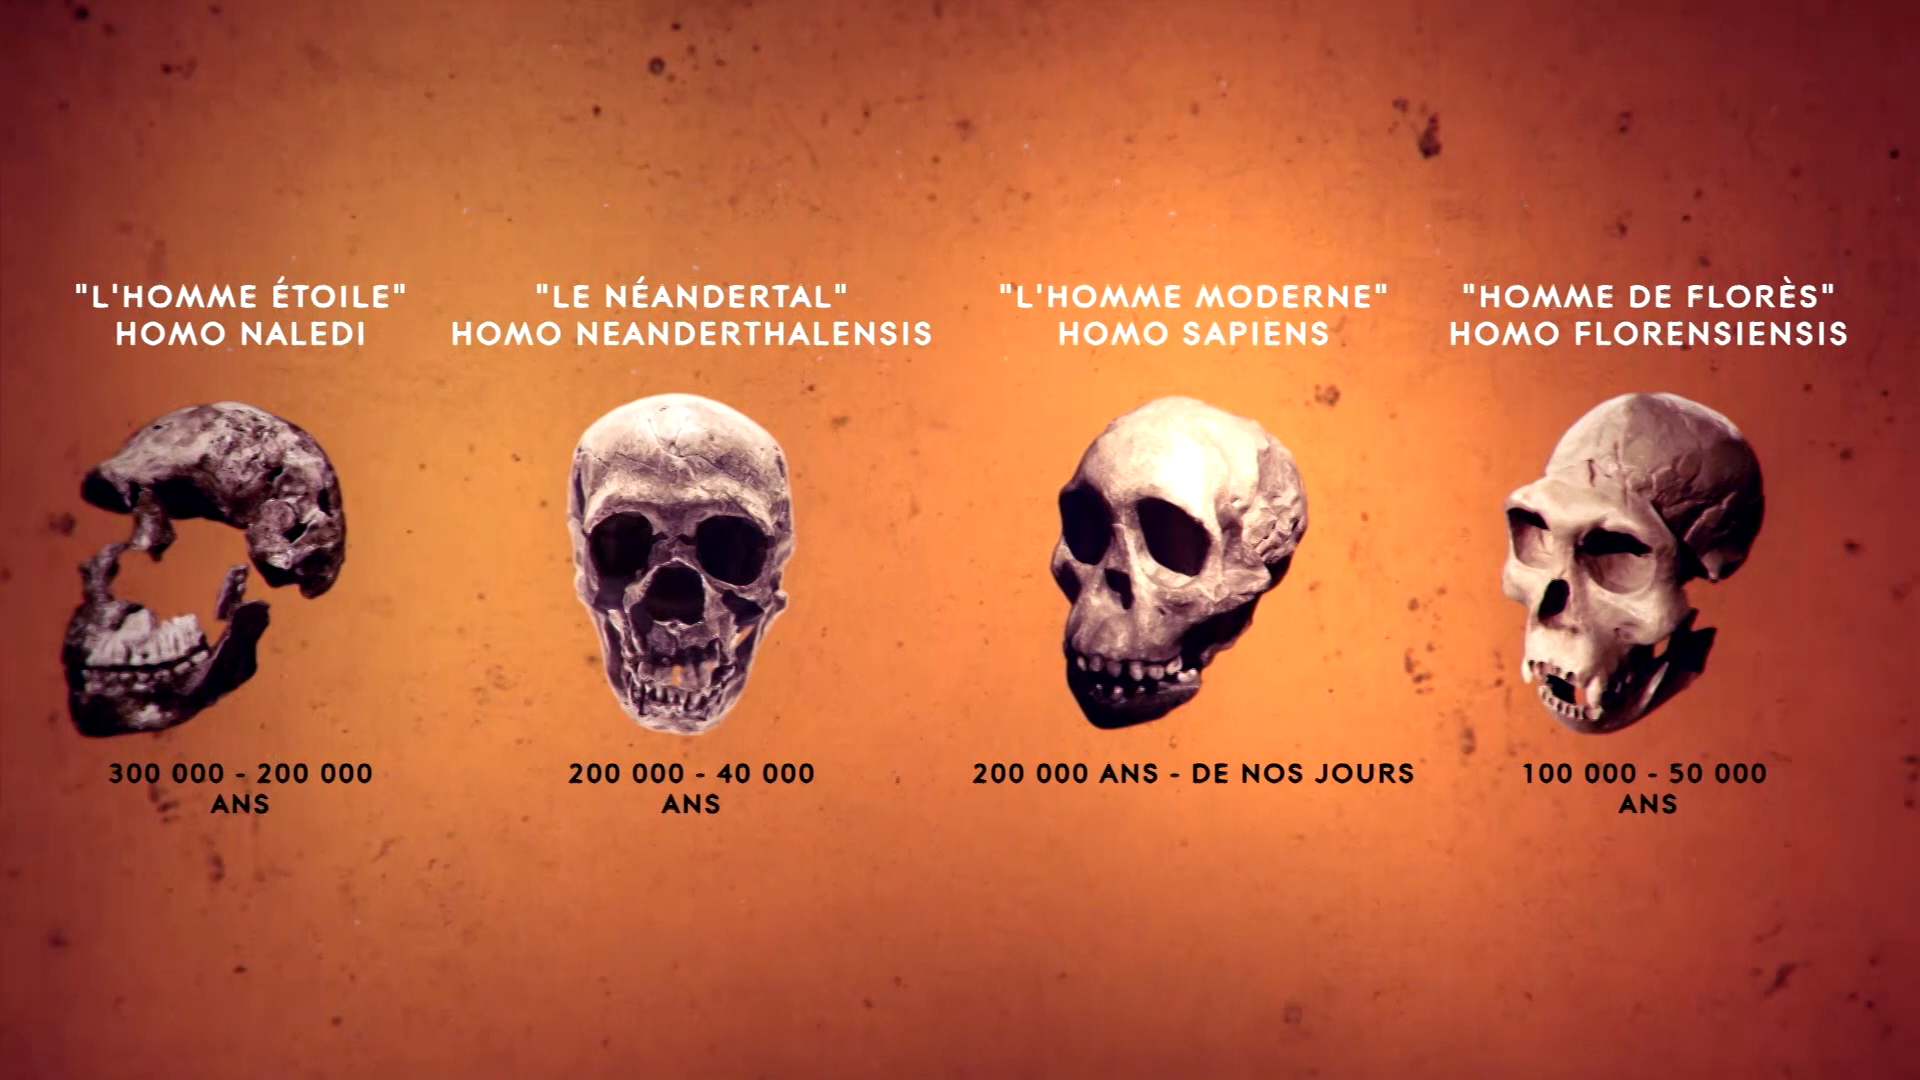 "L'HOMME ÉTOILE"
HOMO NALEDI
300 000 - 200 000
ANS
"LE NÉANDERTAL"
HOMO NEANDERTHALENSIS
200 000 - 40 000
ANS
"L'HOMME MODERNE"
HOMO SAPIENS
200 000 ANS - DE NOS JOURS
"HOMME DE FLORÈS"
HOMO FLORENSIENSIS
100 000 - 50 000
ANS